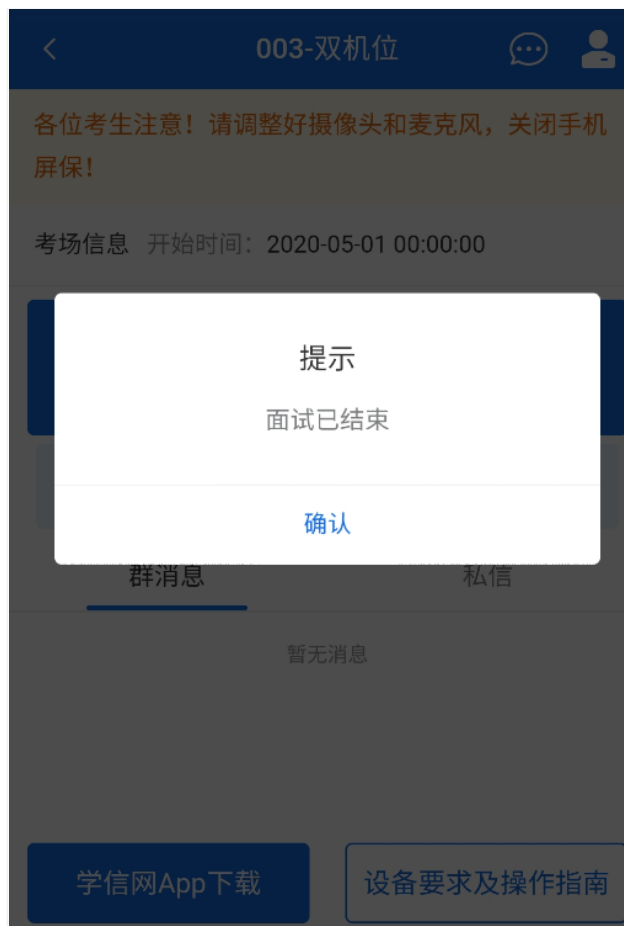 003-双机位
各位考生注意！请调整好摄像头和麦克风，关闭手机
屏保！
考场信息 开始时间：2020-05-01 00:00:00
提示
面试已结束
确认
群消息 私信
暂无消息
学信网App下载 设备要求及操作指南